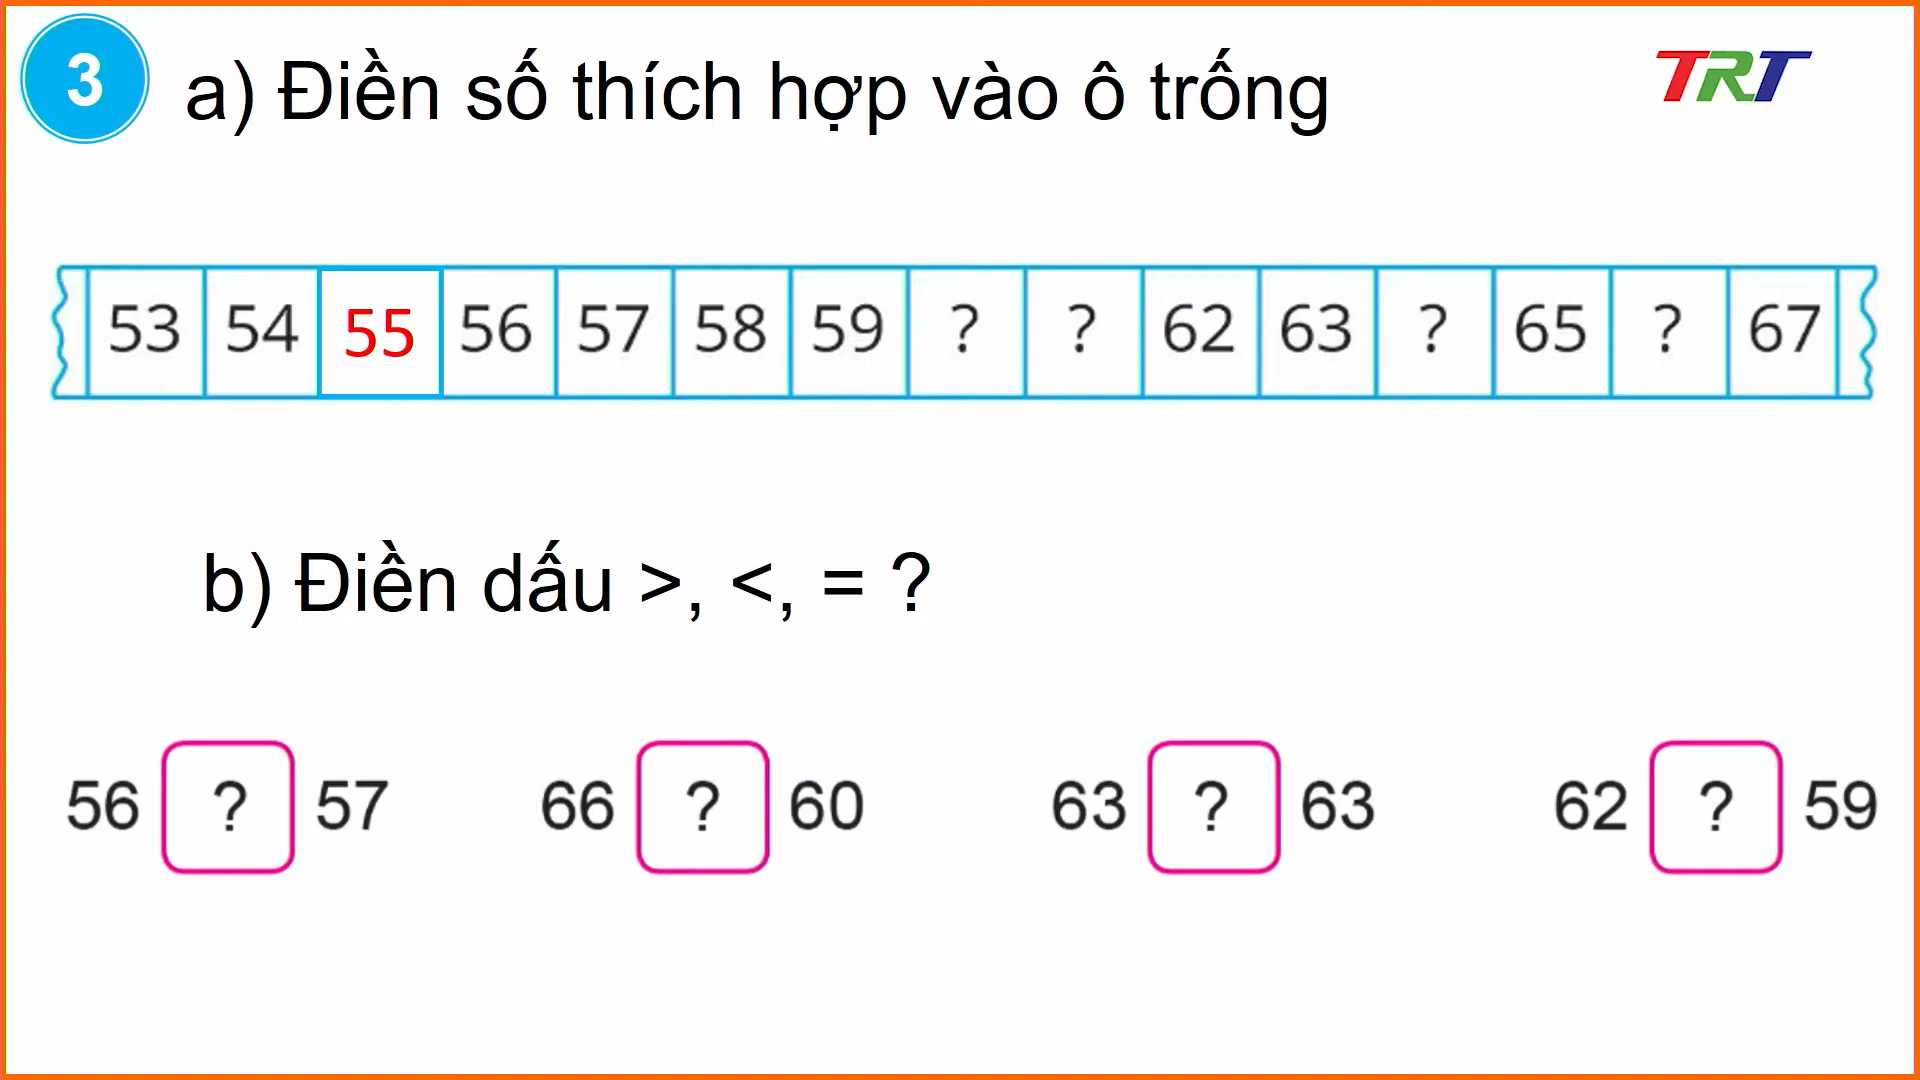 3
a) Điền số thích hợp vào ô trống
TRT
53 54 55 56 57 58 59 ? ? 62 63 ? 65 ? 67
b) Điền dấu >, <, = ?
56 ? 57 66 ? 60 63 ? 63 62 ? 59